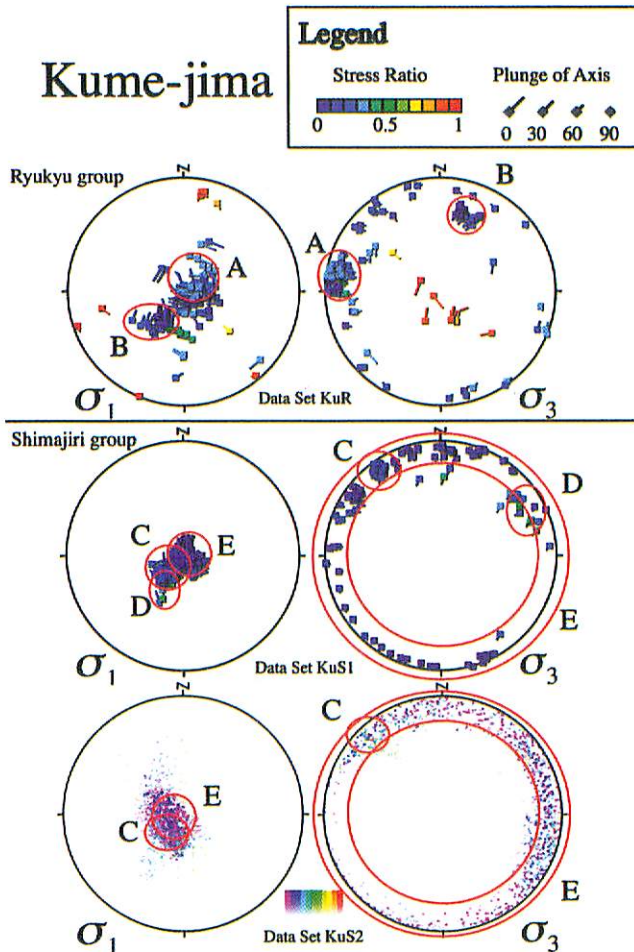 Kume-jima
Legend
Stress Ratio
0 0.5 1
Plunge of Axis
0 30 60 90
Ryukyu group
N
A
B
σ1
N
B
A
σ3
Data Set KuR
Shimajiri group
N
C
E
D
σ1
N
C
D
E
σ3
Data Set KuS1
N
E
C
σ1
N
C
E
σ3
Data Set KuS2